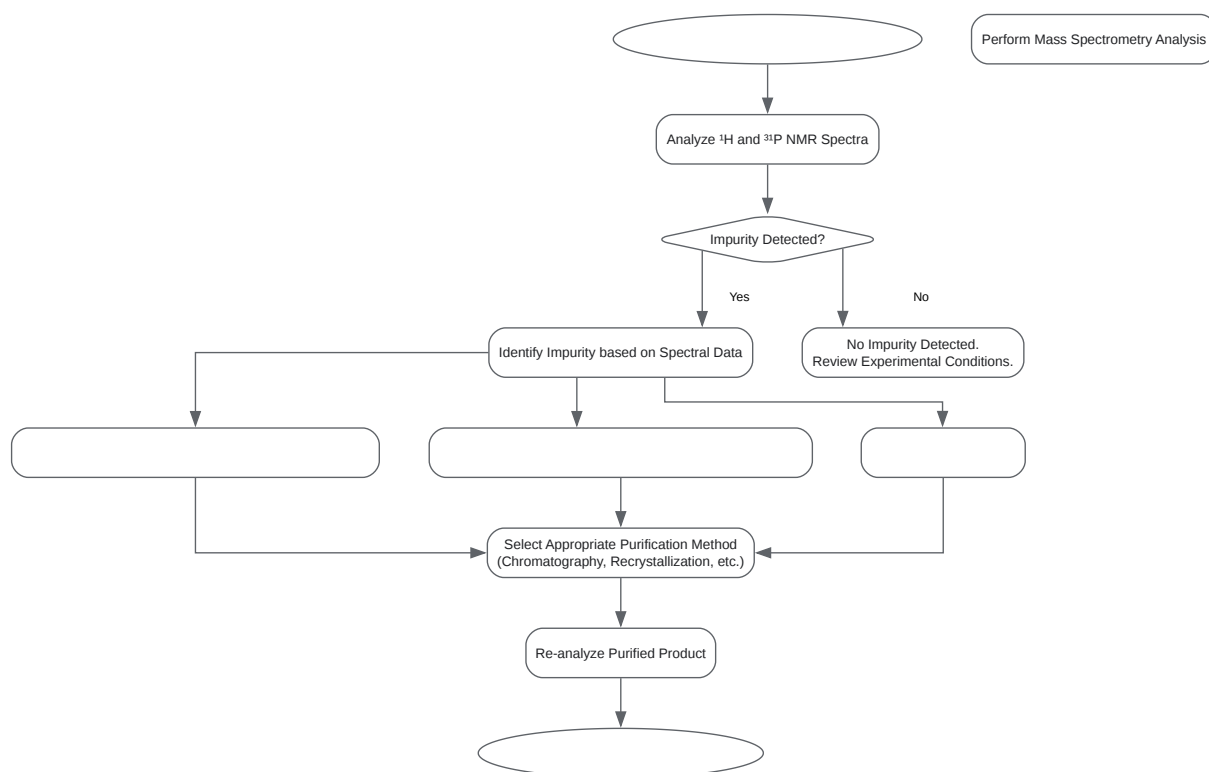 Perform Mass Spectrometry Analysis
Analyze ¹H and ³¹P NMR Spectra
Impurity Detected?
Yes
No
Identify Impurity based on Spectral Data
No Impurity Detected.
Review Experimental Conditions.
Select Appropriate Purification Method
(Chromatography, Recrystallization, etc.)
Re-analyze Purified Product